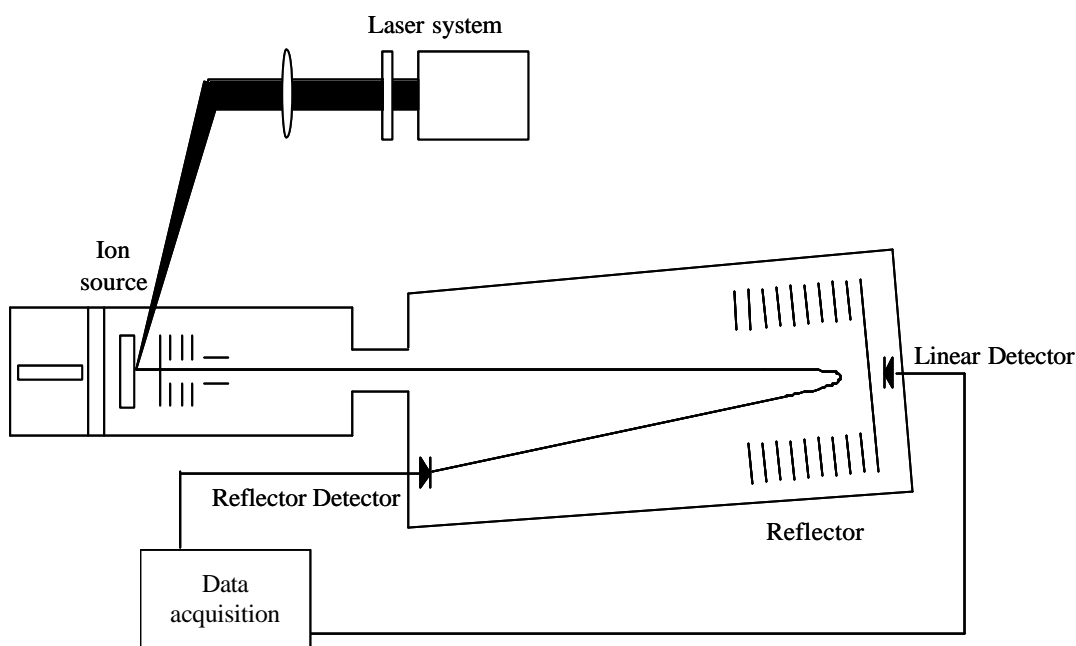 Laser system
Ion
source
Linear Detector
Reflector Detector
Reflector
Data
acquisition